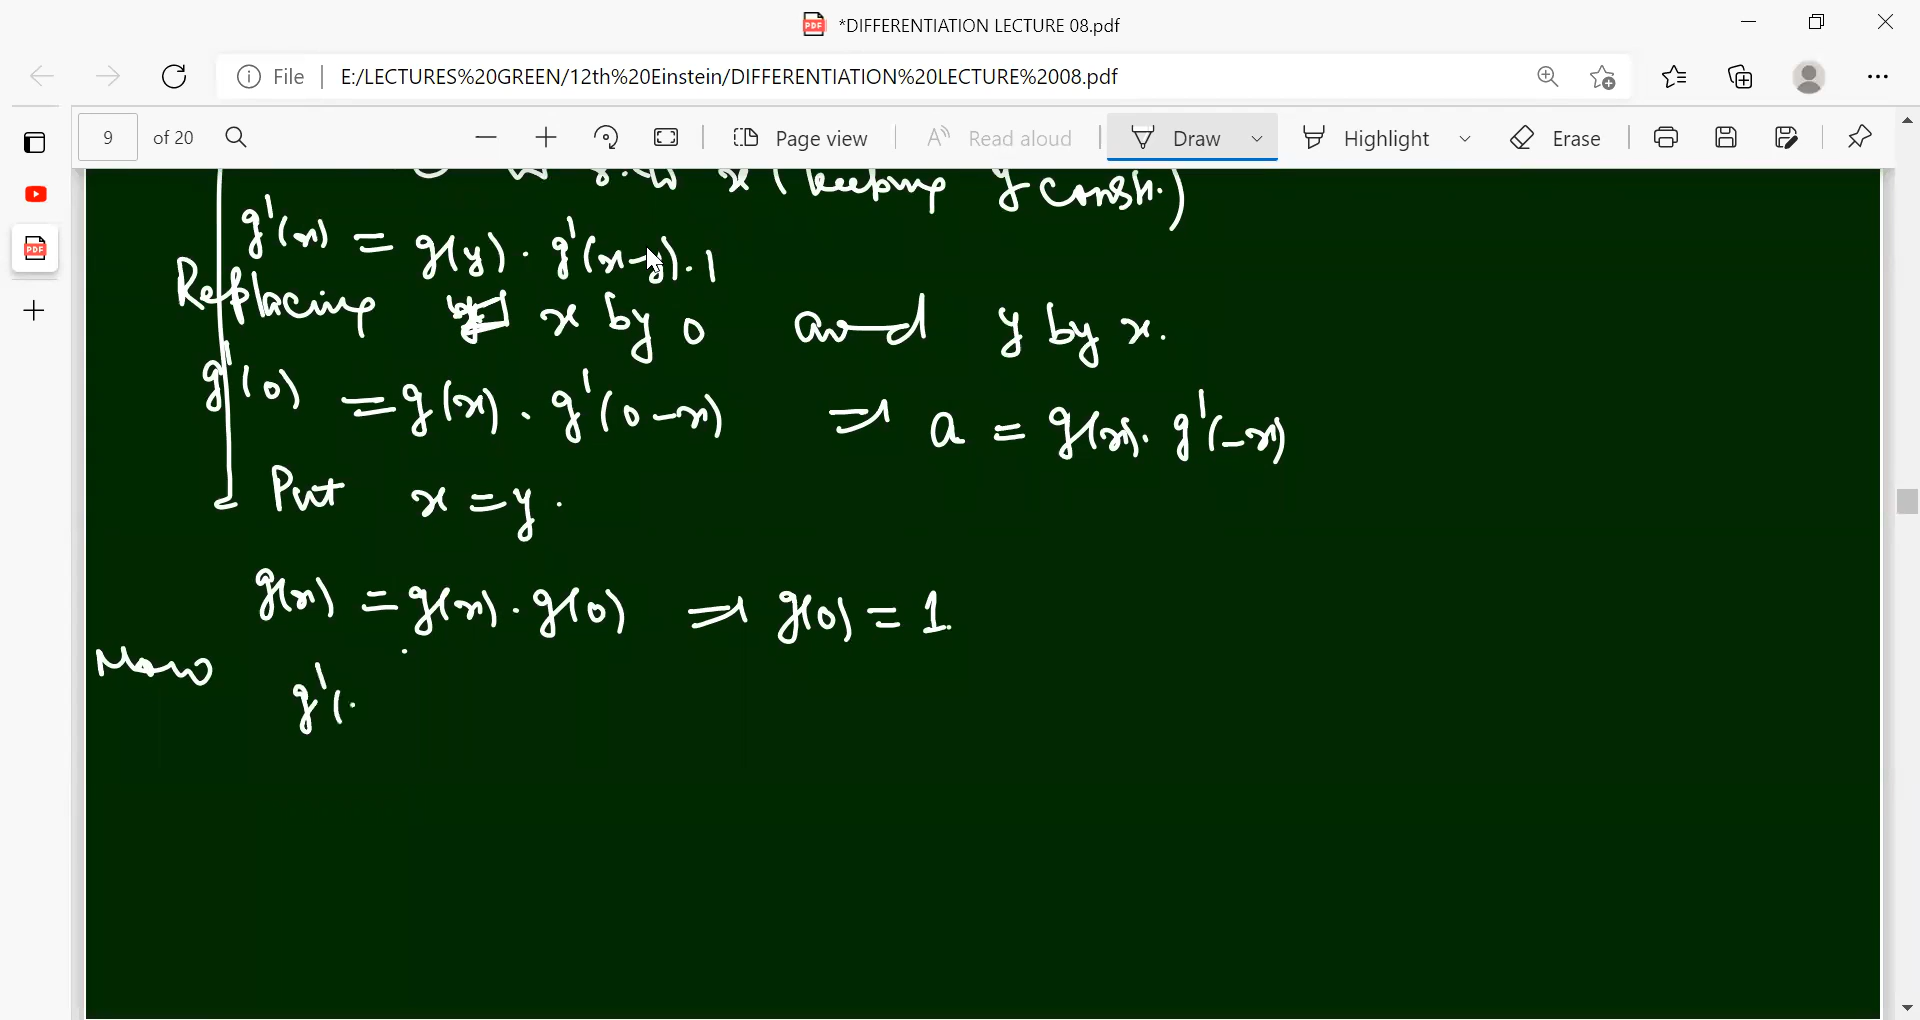 *DIFFERENTIATION LECTURE 08.pdf
File | E:/LECTURES%20GREEN/12th%20Einstein/DIFFERENTIATION%20LECTURE%2008.pdf
9 of 20 Page view Read aloud Draw Highlight Erase
x (keeping y const.)
g'(x) = g(y) · g'(x-y) · 1
Replacing x by 0 and y by x.
g'(0) = g(x) · g'(0-x) ⇒ a = g(x) · g'(-x)
Put x = y.
g(x) = g(x) · g(0) ⇒ g(0) = 1.
Now
g'(